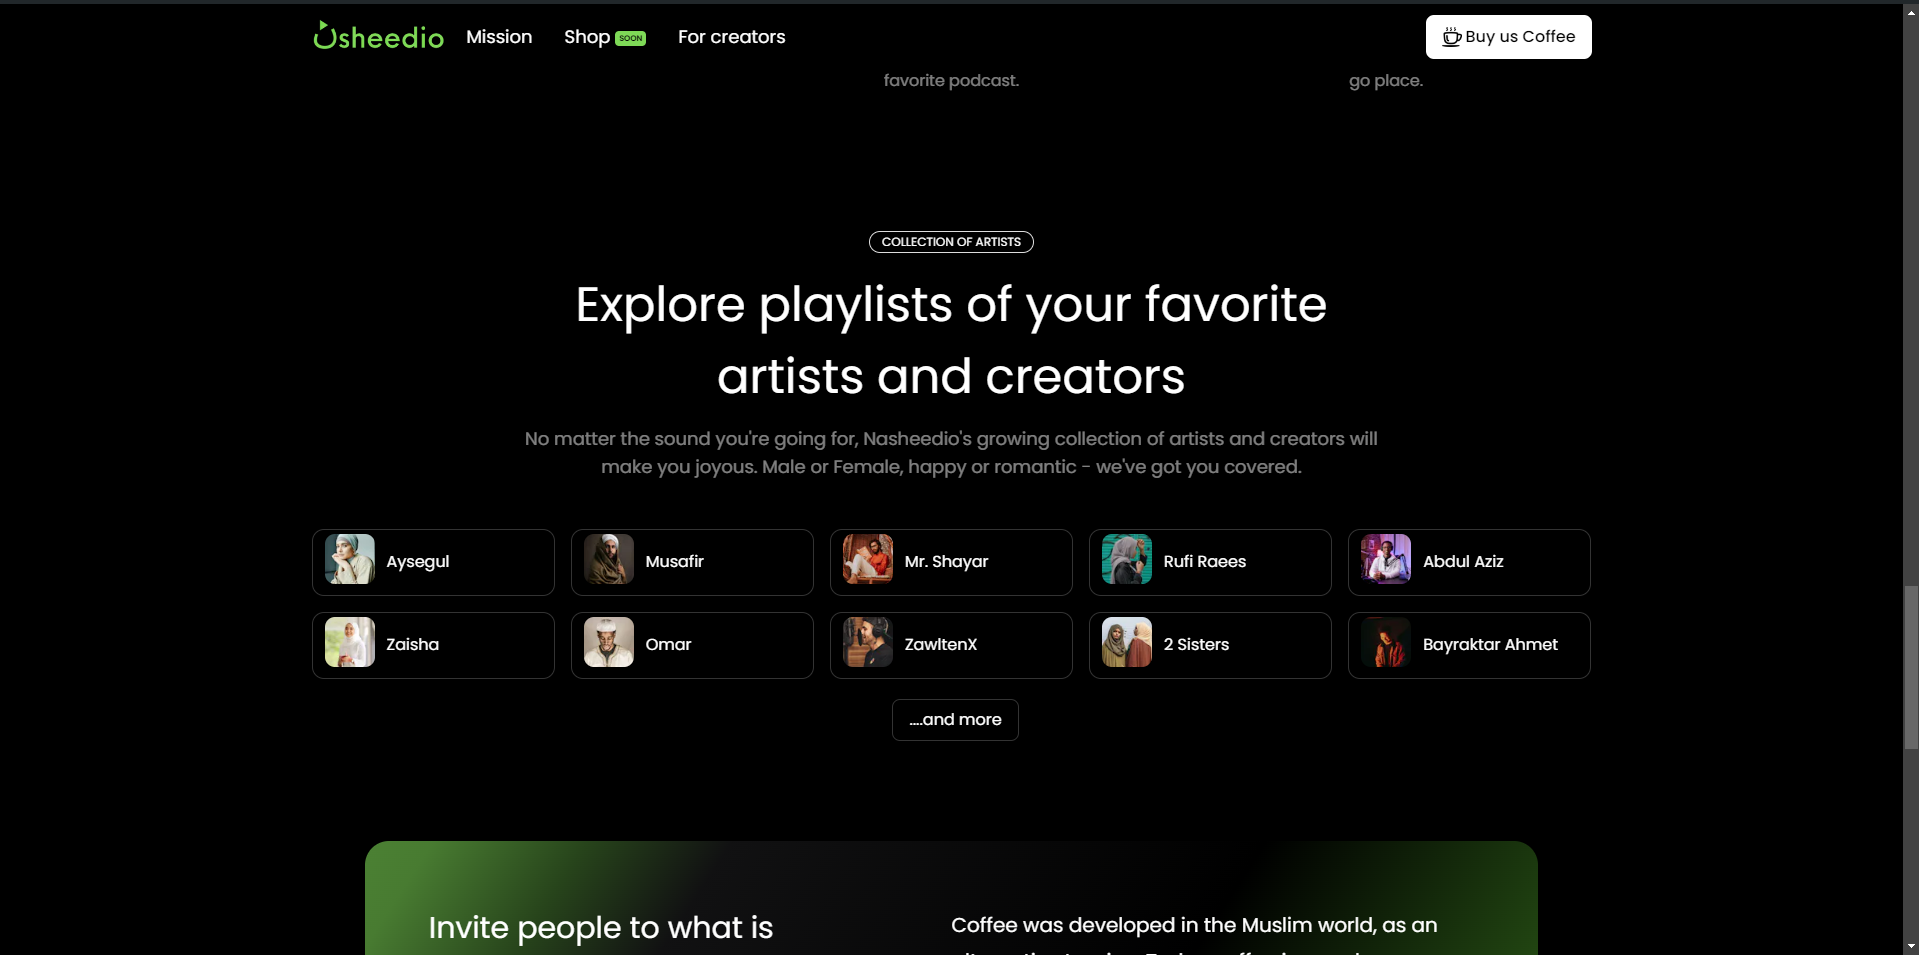 sheedio
Mission
Shop SOON
For creators
Buy us Coffee
favorite podcast.
go place.
COLLECTION OF ARTISTS
Explore playlists of your favorite
artists and creators
No matter the sound you're going for, Nasheedio's growing collection of artists and creators will
make you joyous. Male or Female, happy or romantic - we've got you covered.
Aysegul
Musafir
Mr. Shayar
Rufi Raees
Abdul Aziz
Zaisha
Omar
ZawltenX
2 Sisters
Bayraktar Ahmet
....and more
Invite people to what is
Coffee was developed in the Muslim world, as an